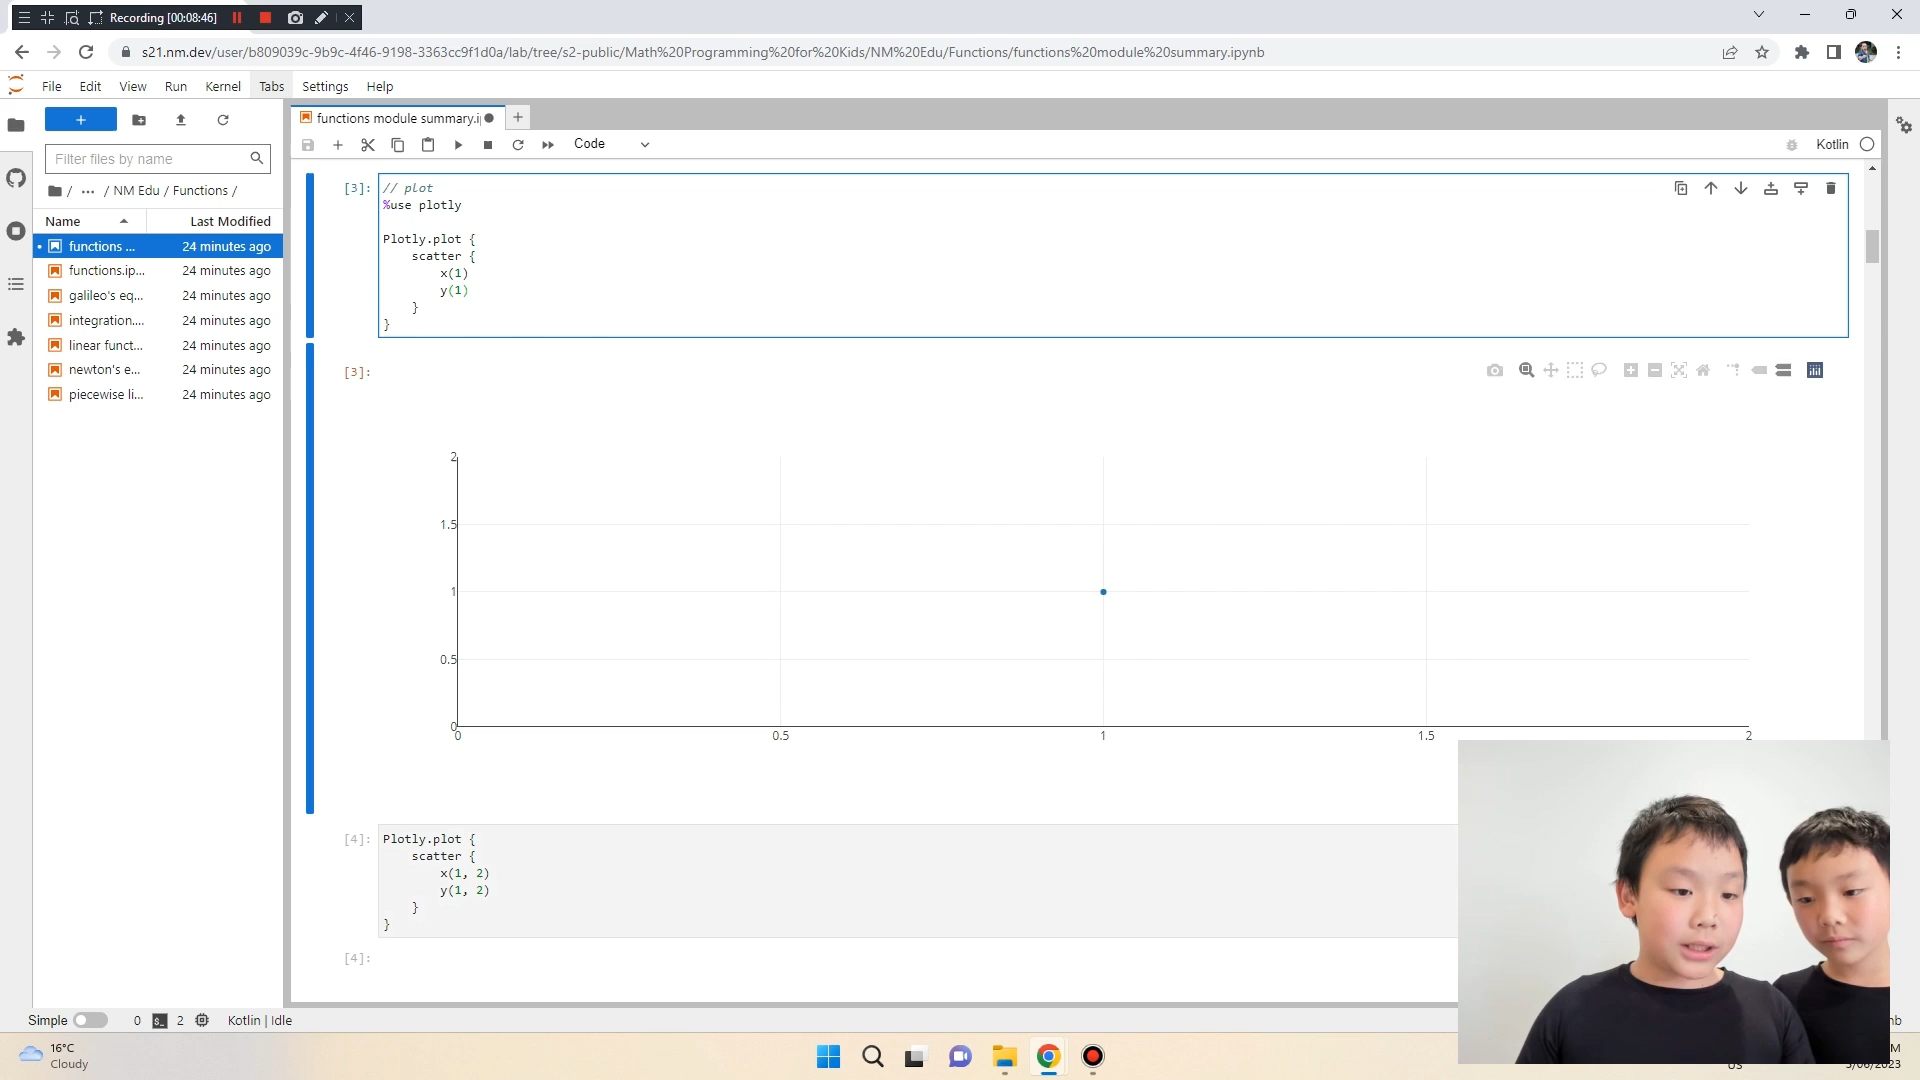 Recording [00:08:46]
s21.nm.dev/user/b809039c-9b9c-4f46-9198-3363cc9f1d0a/lab/tree/s2-public/Math%20Programming%20for%20Kids/NM%20Edu/Functions/functions%20module%20summary.ipynb
File Edit View Run Kernel Tabs Settings Help
+
functions module summary.i
+
Filter files by name
Code
Kotlin
/ ... / NM Edu / Functions /
Name Last Modified
functions ... 24 minutes ago
functions.ip... 24 minutes ago
galileo's eq... 24 minutes ago
integration.... 24 minutes ago
linear funct... 24 minutes ago
newton's e... 24 minutes ago
piecewise li... 24 minutes ago
[3]: // plot
%use plotly
Plotly.plot {
scatter {
x(1)
y(1)
}
}
[3]:
2
1.5
1
0.5
0
0 0.5 1 1.5 2
[4]: Plotly.plot {
scatter {
x(1, 2)
y(1, 2)
}
}
[4]:
Simple 0 2 Kotlin | Idle
16°C
Cloudy